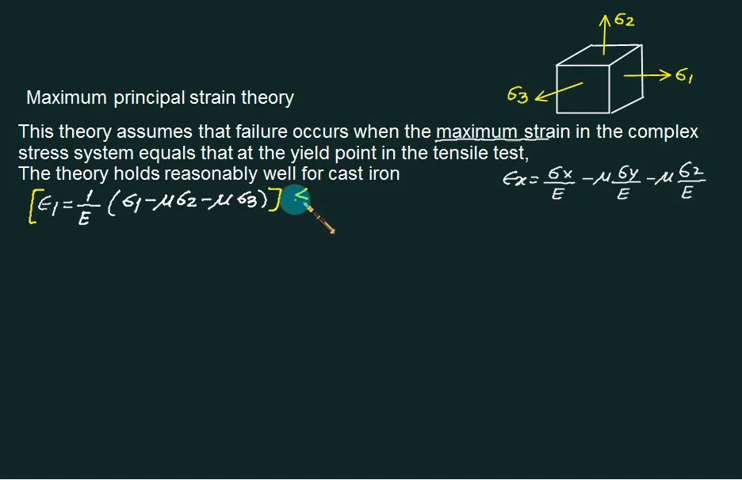 σ2
σ1
σ3
Maximum principal strain theory
This theory assumes that failure occurs when the maximum strain in the complex
stress system equals that at the yield point in the tensile test,
The theory holds reasonably well for cast iron
εx = σx/E - μ σy/E - μ σz/E
[ε1 = 1/E (σ1 - μσ2 - μσ3)] <